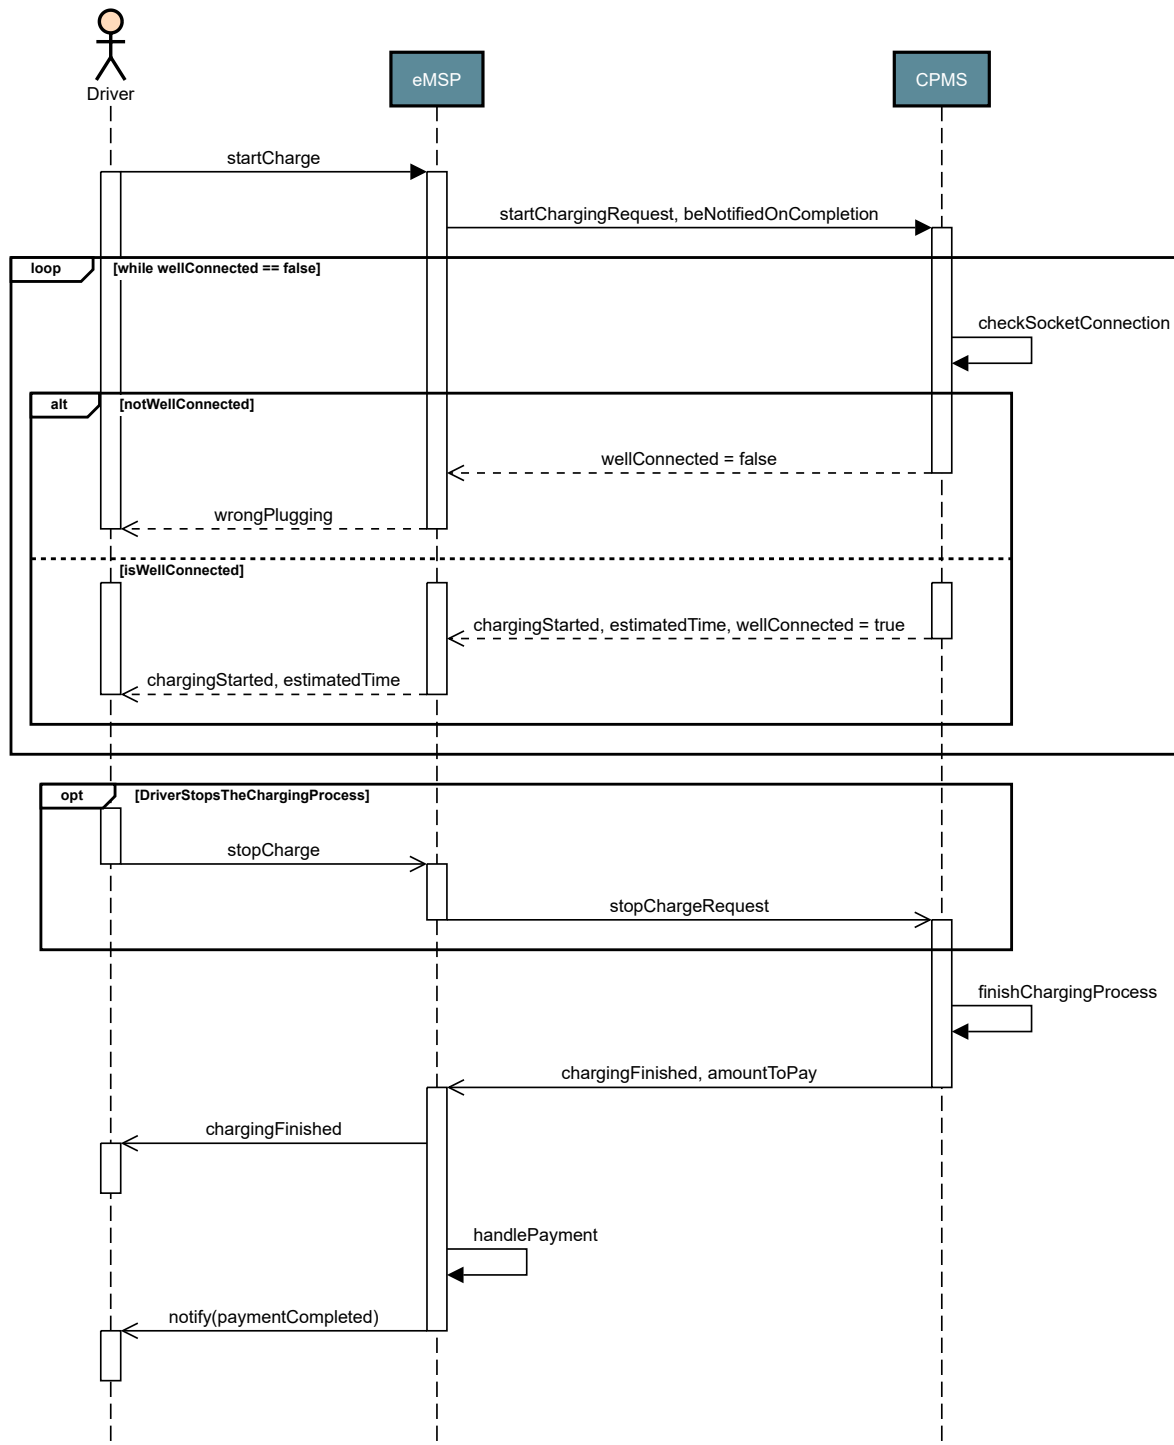 Driver
eMSP
CPMS
startCharge
startChargingRequest, beNotifiedOnCompletion
loop
[while wellConnected == false]
checkSocketConnection
alt
[notWellConnected]
wellConnected = false
wrongPlugging
[isWellConnected]
chargingStarted, estimatedTime, wellConnected = true
chargingStarted, estimatedTime
opt
[DriverStopsTheChargingProcess]
stopCharge
stopChargeRequest
finishChargingProcess
chargingFinished, amountToPay
chargingFinished
handlePayment
notify(paymentCompleted)